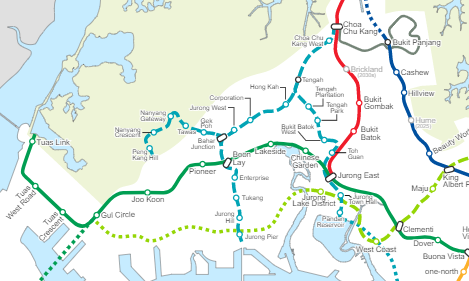 Choa
Chu Kang
Choa Chu
Kang West
Bukit Panjang
Brickland
(2030s)
Cashew
Tengah
Hong Kah
Tengah
Plantation
Hillview
Corporation
Tengah
Park
Bukit
Gombak
Jurong West
Nanyang
Gateway
Gek
Poh
Hume
Bukit Batok
West
Bukit
Batok
Nanyang
Crescent
Tawas
Bahar
Junction
Tuas Link
Peng
Kang Hill
Lakeside
Toh
Guan
Beauty Wor
Boon
Lay
Chinese
Garden
Pioneer
Jurong East
King
Albert P
Enterprise
Tuas
West Road
Joo Koon
Maju
Tukang
Jurong
Lake District
Jurong
Town Hall
Tuas
Crescent
Gul Circle
Jurong
Hill
Pandan
Reservoir
Clementi
Jurong Pier
West Coast
Dover
Buona Vista
one-north